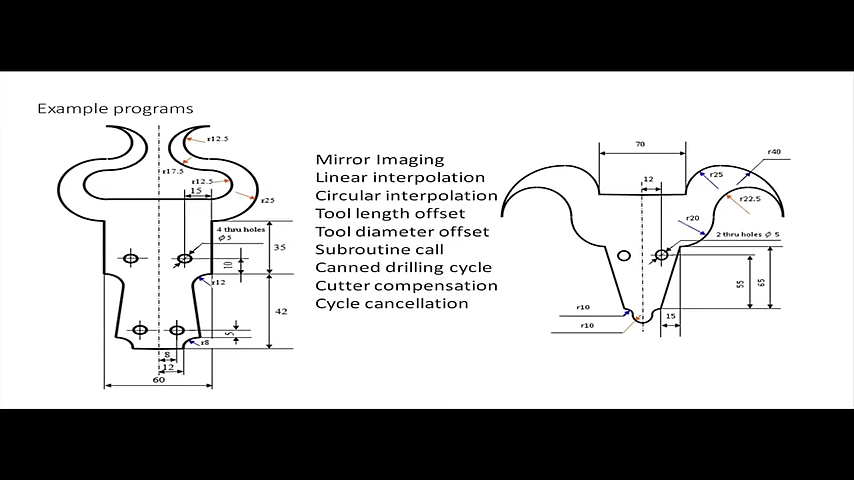 Example programs
r12.5
r17.5
r12.5
15
r25
4 thru holes
ϕ 5
35
10
r12
42
5
r8
8
12
60
Mirror Imaging
Linear interpolation
Circular interpolation
Tool length offset
Tool diameter offset
Subroutine call
Canned drilling cycle
Cutter compensation
Cycle cancellation
70
r40
12
r25
r22.5
r20
2 thru holes ϕ 5
55
65
r10
15
r10